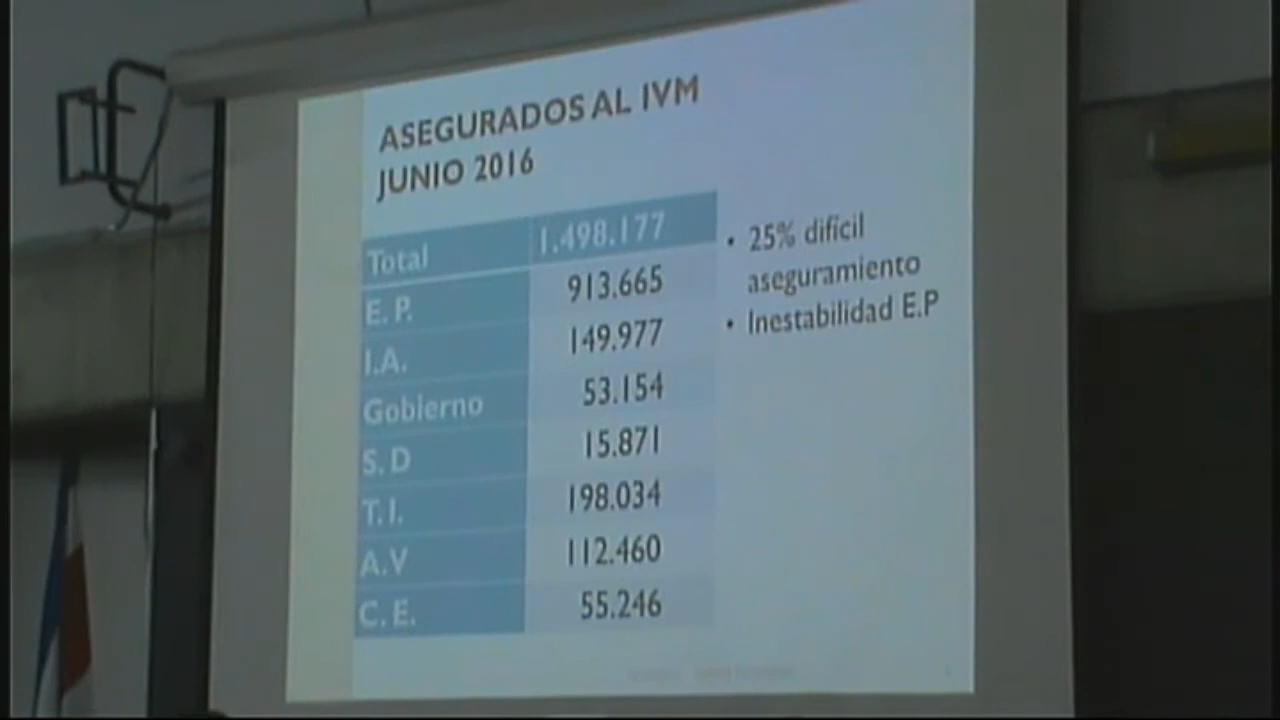 ASEGURADOS AL IVM
JUNIO 2016
Total 1.498.177
E. P. 913.665
I.A. 149.977
Gobierno 53.154
S. D 15.871
T. I. 198.034
A.V 112.460
C. E. 55.246
• 25% difícil
aseguramiento
• Inestabilidad E.P